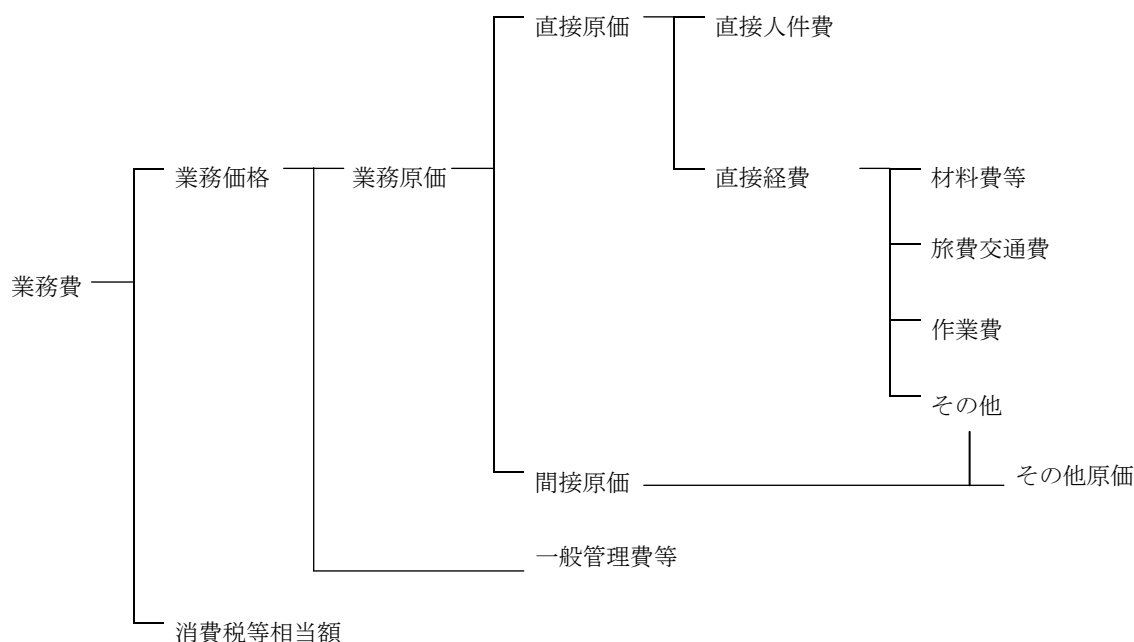 直接原価
直接人件費
業務価格
業務原価
直接経費
材料費等
旅費交通費
業務費
作業費
その他
間接原価
その他原価
一般管理費等
消費税等相当額